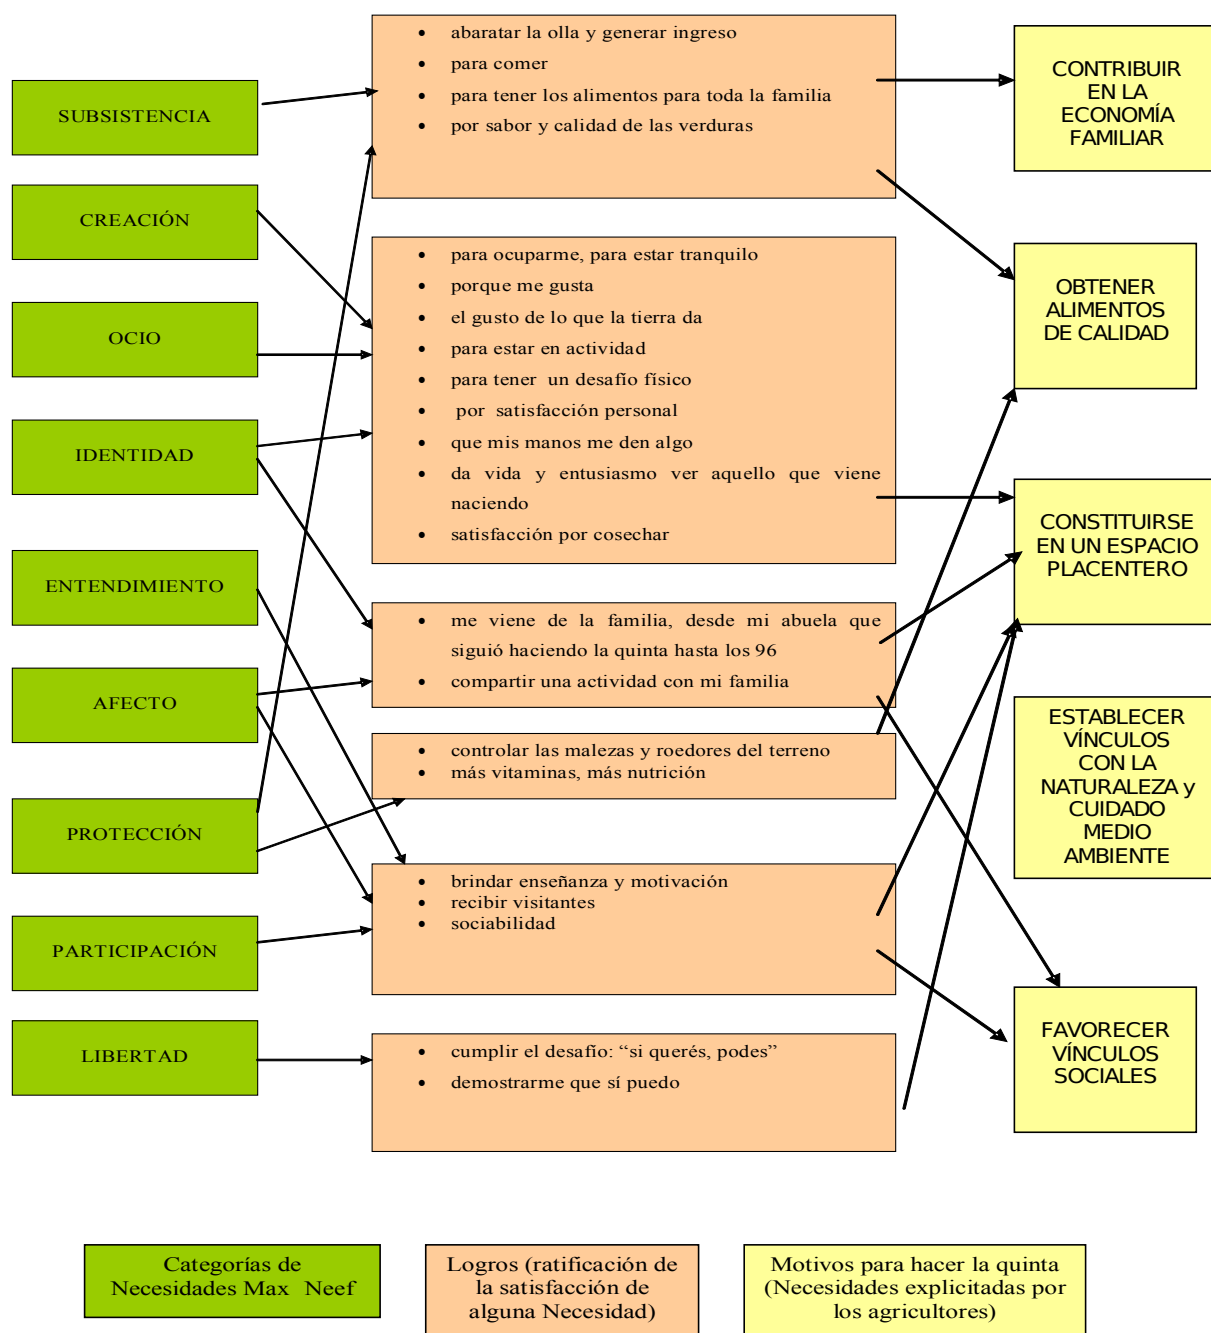 SUBSISTENCIA
CREACIÓN
OCIO
IDENTIDAD
ENTENDIMIENTO
AFECTO
PROTECCIÓN
PARTICIPACIÓN
LIBERTAD
• abaratar la olla y generar ingreso
• para comer
• para tener los alimentos para toda la familia
• por sabor y calidad de las verduras
• para ocuparme, para estar tranquilo
• porque me gusta
• el gusto de lo que la tierra da
• para estar en actividad
• para tener un desafío físico
• por satisfacción personal
• que mis manos me den algo
• da vida y entusiasmo ver aquello que viene
naciendo
• satisfacción por cosechar
• me viene de la familia, desde mi abuela que
siguió haciendo la quinta hasta los 96
• compartir una actividad con mi familia
• controlar las malezas y roedores del terreno
• más vitaminas, más nutrición
• brindar enseñanza y motivación
• recibir visitantes
• sociabilidad
• cumplir el desafío: “si querés, podes”
• demostrarme que sí puedo
CONTRIBUIR
EN LA
ECONOMÍA
FAMILIAR
OBTENER
ALIMENTOS
DE CALIDAD
CONSTITUIRSE
EN UN ESPACIO
PLACENTERO
ESTABLECER
VÍNCULOS
CON LA
NATURALEZA y
CUIDADO
MEDIO
AMBIENTE
FAVORECER
VÍNCULOS
SOCIALES
Categorías de
Necesidades Max Neef
Logros (ratificación de
la satisfacción de
alguna Necesidad)
Motivos para hacer la quinta
(Necesidades explicitadas por
los agricultores)